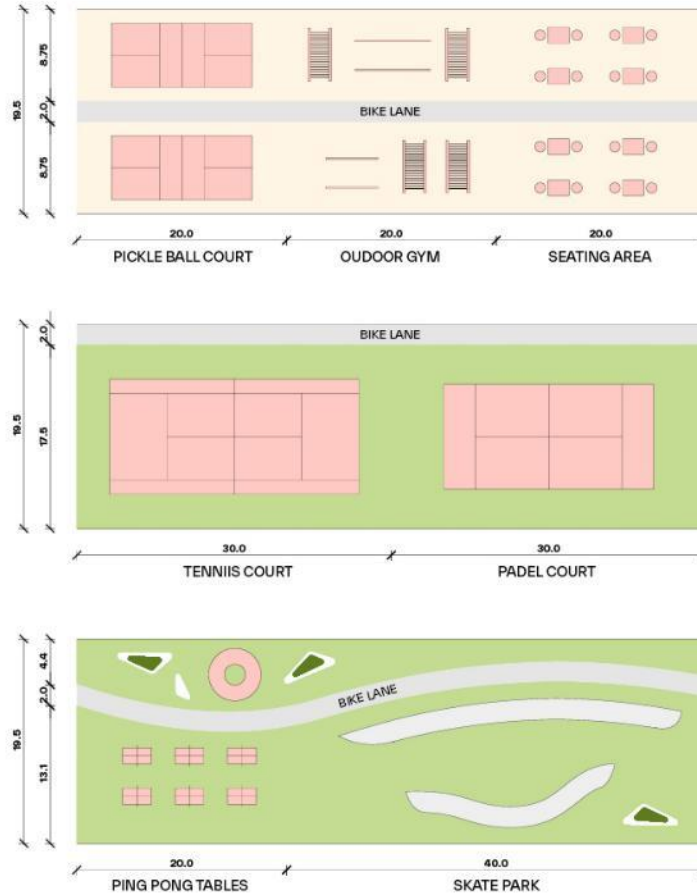 19.5
8.75
2.0
8.75
BIKE LANE
20.0 20.0 20.0
PICKLE BALL COURT OUDOOR GYM SEATING AREA
19.5
2.0
17.5
BIKE LANE
30.0 30.0
TENNIIS COURT PADEL COURT
19.5
4.4
2.0
13.1
BIKE LANE
20.0 40.0
PING PONG TABLES SKATE PARK